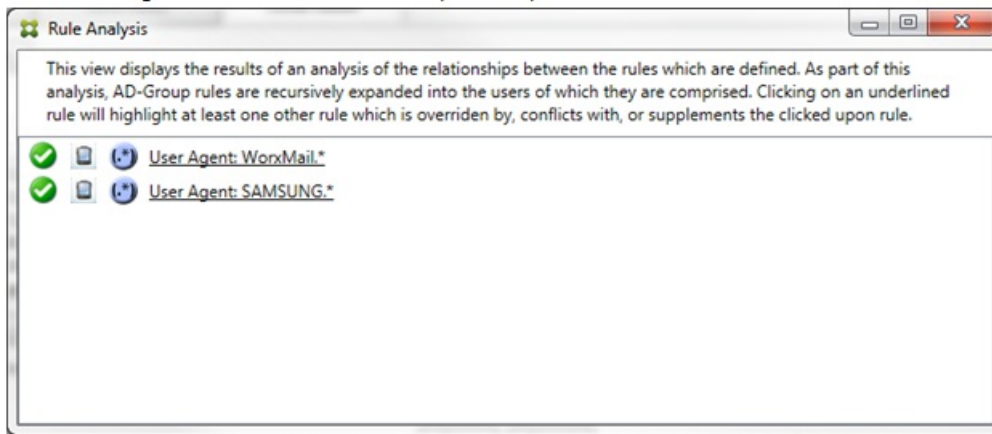 Rule Analysis
This view displays the results of an analysis of the relationships between the rules which are defined. As part of this
analysis, AD-Group rules are recursively expanded into the users of which they are comprised. Clicking on an underlined
rule will highlight at least one other rule which is overriden by, conflicts with, or supplements the clicked upon rule.
(.*) User Agent: WorxMail.*
(.*) User Agent: SAMSUNG.*